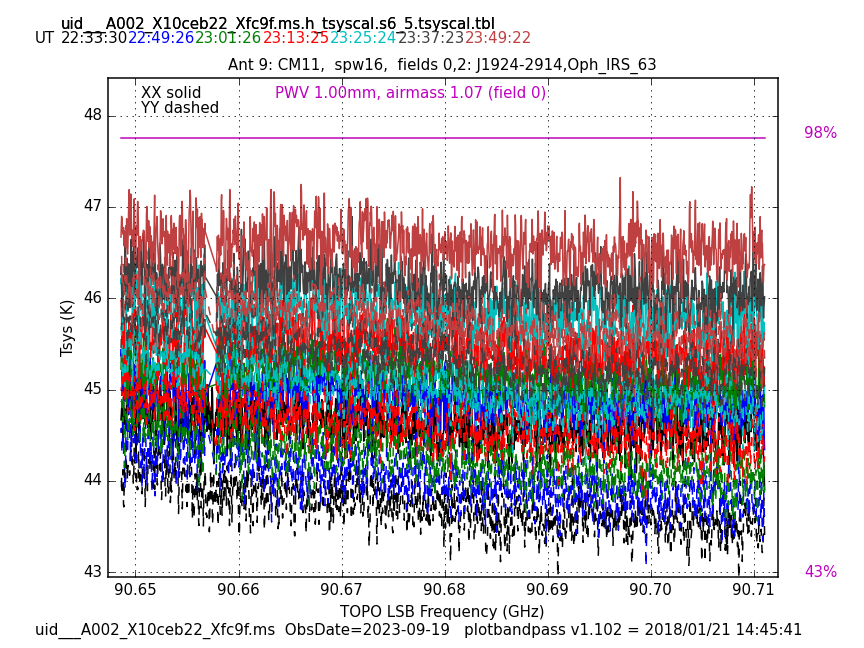 uid___A002_X10ceb22_Xfc9f.ms.h_tsyscal.s6_5.tsyscal.tbl
UT 22:33:30 22:49:26 23:01:26 23:13:25 23:25:24 23:37:23 23:49:22
Ant 9: CM11,  spw16,  fields 0,2: J1924-2914,Oph_IRS_63
XX solid
PWV 1.00mm, airmass 1.07 (field 0)
YY dashed
48
98%
47
46
Tsys (K)
45
44
43
43%
90.65 90.66 90.67 90.68 90.69 90.70 90.71
TOPO LSB Frequency (GHz)
uid___A002_X10ceb22_Xfc9f.ms  ObsDate=2023-09-19   plotbandpass v1.102 = 2018/01/21 14:45:41